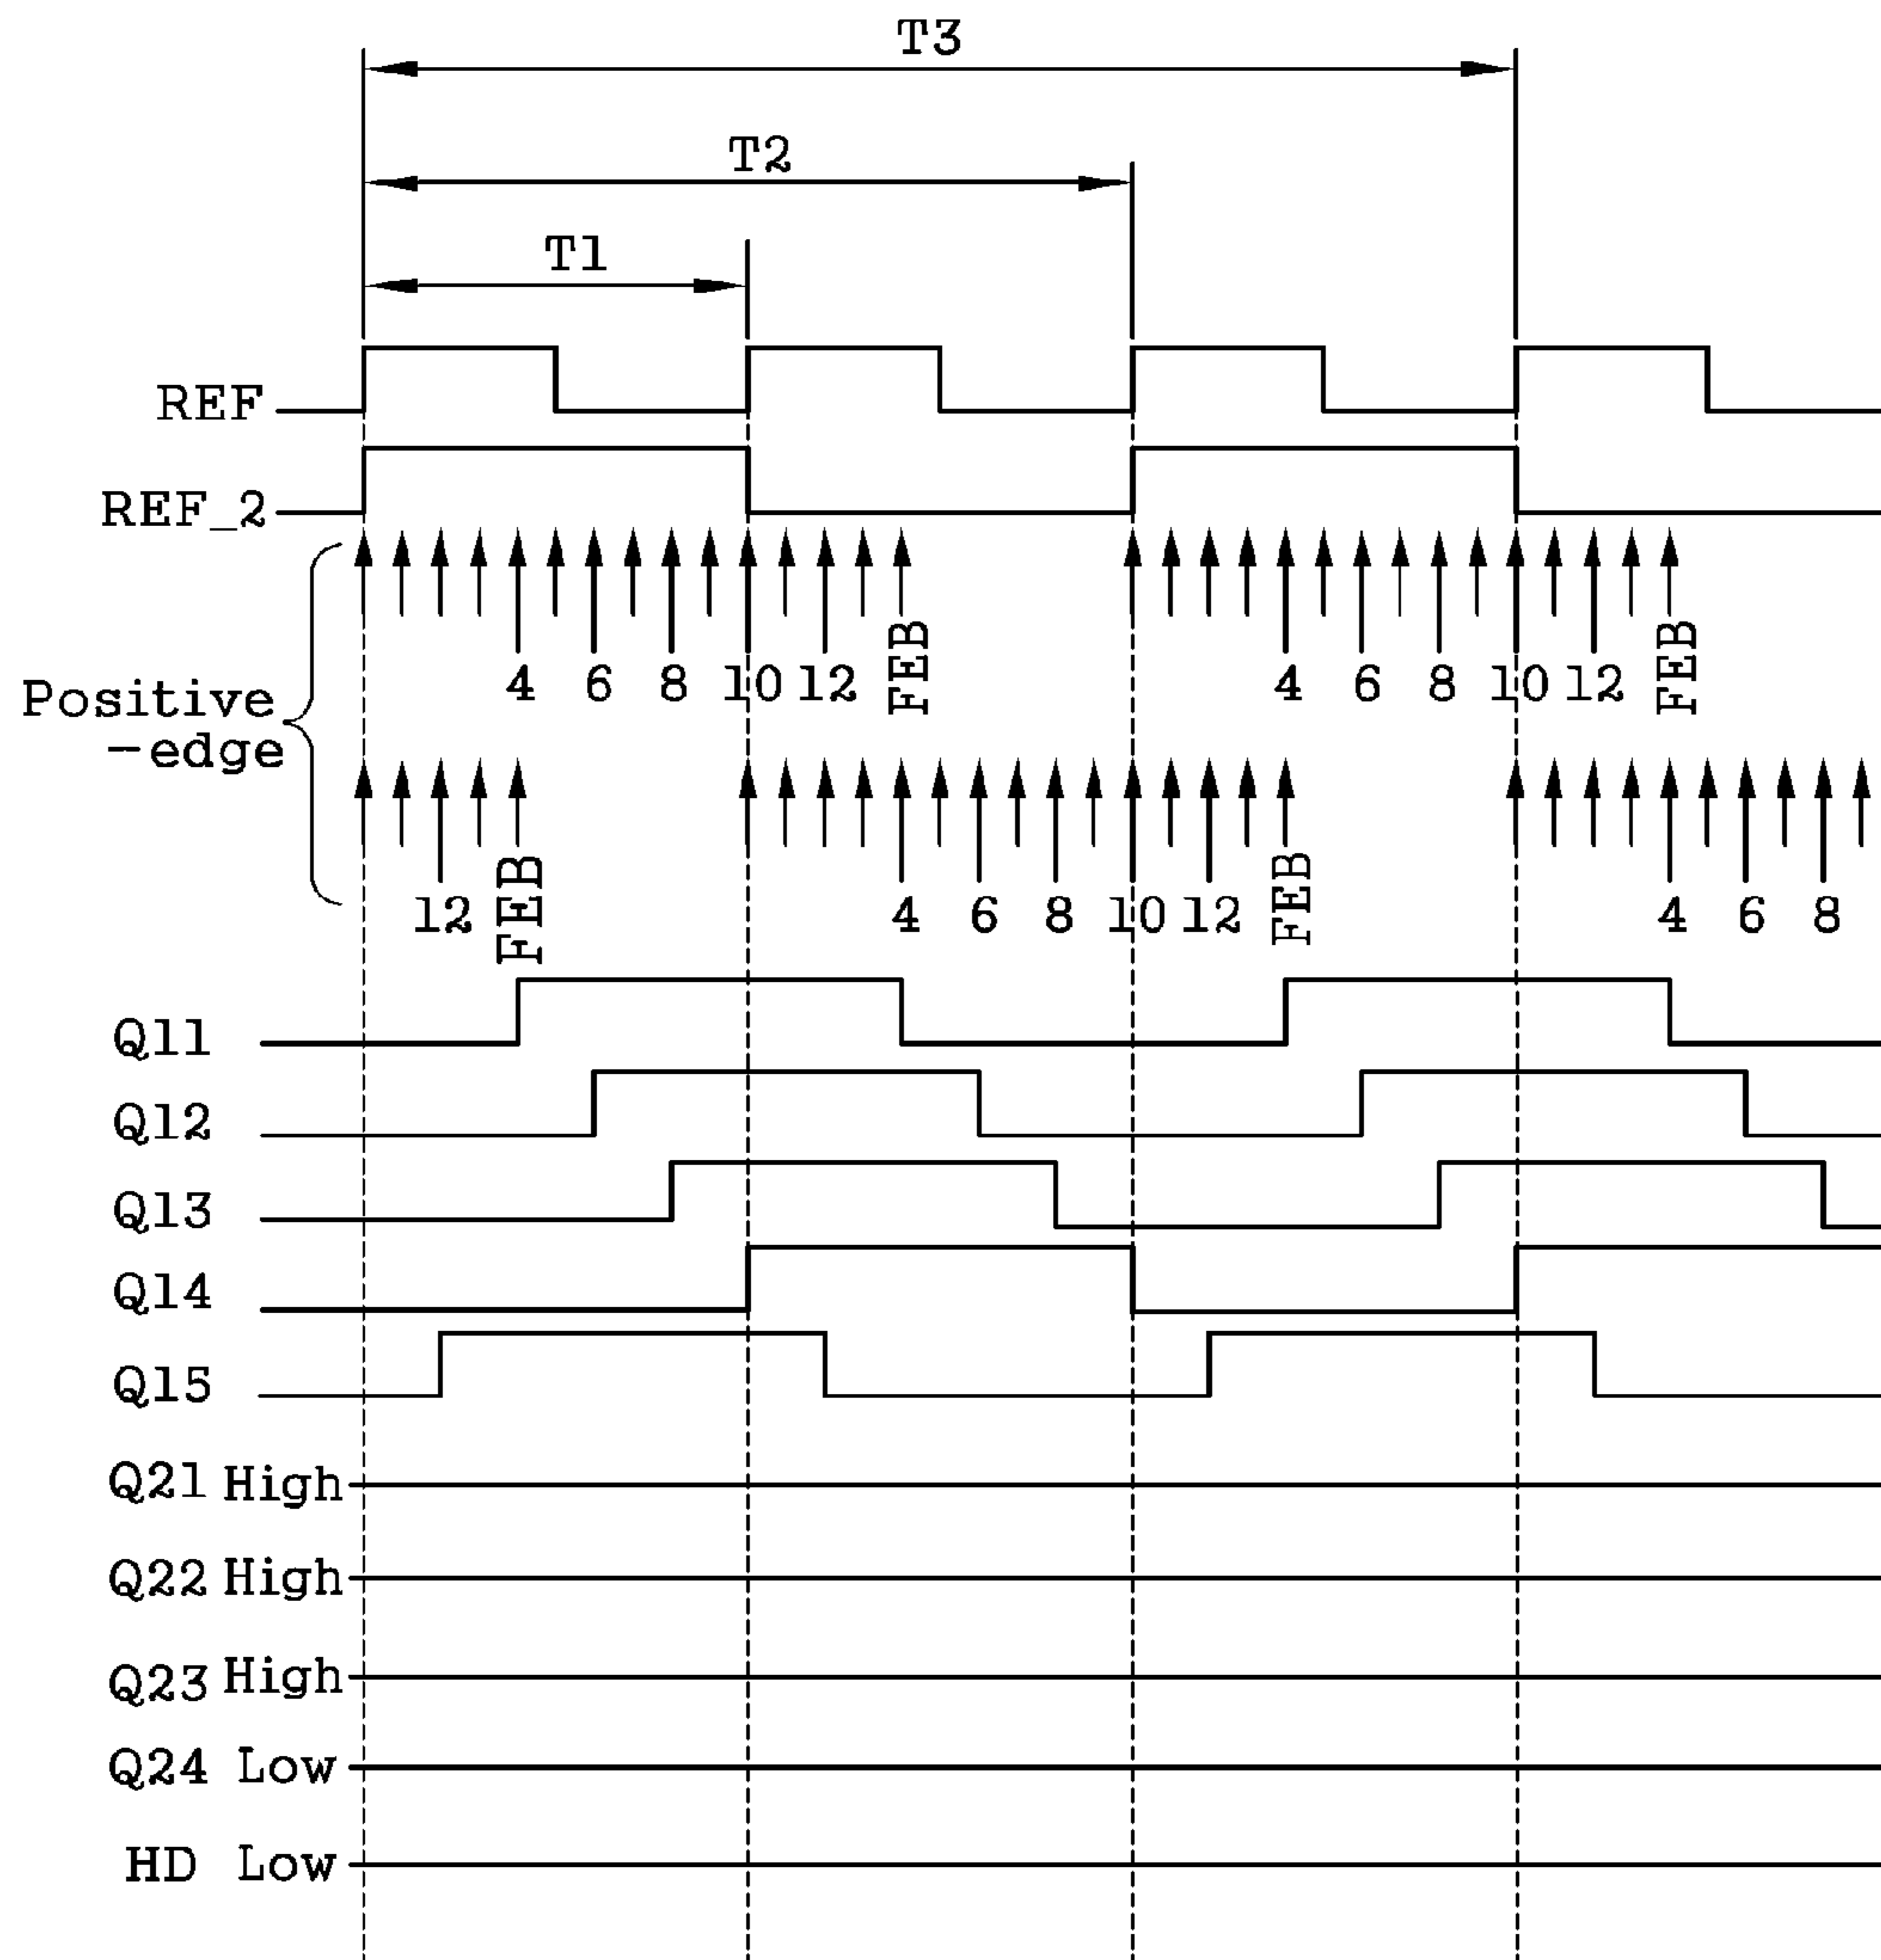 T3
T2
T1
REF
REF_2
4 6 8 10 12 FEB 4 6 8 10 12 FEB
Positive
-edge
12 FEB 4 6 8 10 12 FEB 4 6 8
Q11
Q12
Q13
Q14
Q15
Q21 High
Q22 High
Q23 High
Q24 Low
HD Low